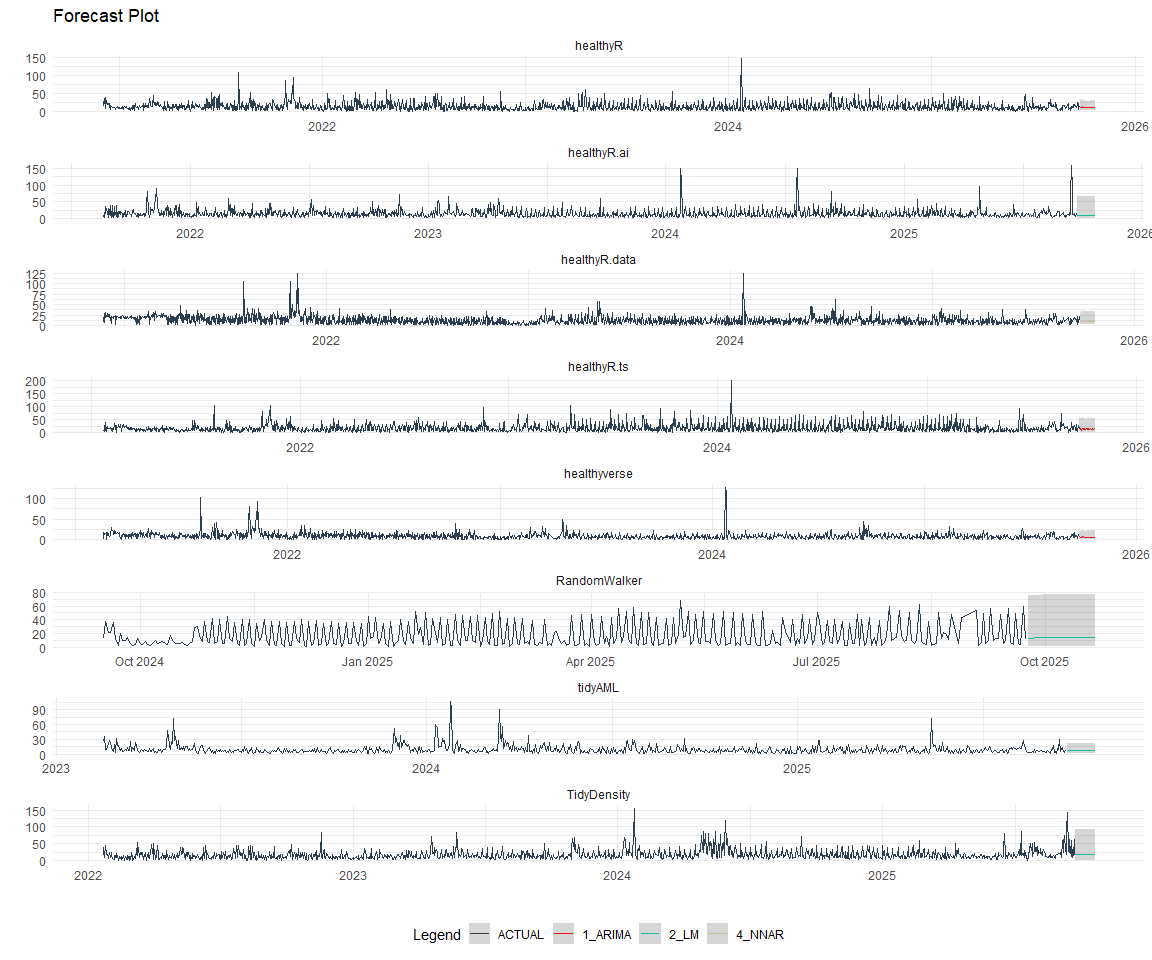 Forecast Plot
healthyR
150
100
50
0
2022 2024 2026
healthyR.ai
150
100
50
0
2022 2023 2024 2025 2026
healthyR.data
125
100
75
50
25
0
2022 2024 2026
healthyR.ts
200
150
100
50
0
2022 2024 2026
healthyverse
100
50
0
2022 2024 2026
RandomWalker
80
60
40
20
0
Oct 2024 Jan 2025 Apr 2025 Jul 2025 Oct 2025
tidyAML
90
60
30
0
2023 2024 2025
TidyDensity
150
100
50
0
2022 2023 2024 2025
Legend ACTUAL 1_ARIMA 2_LM 4_NNAR